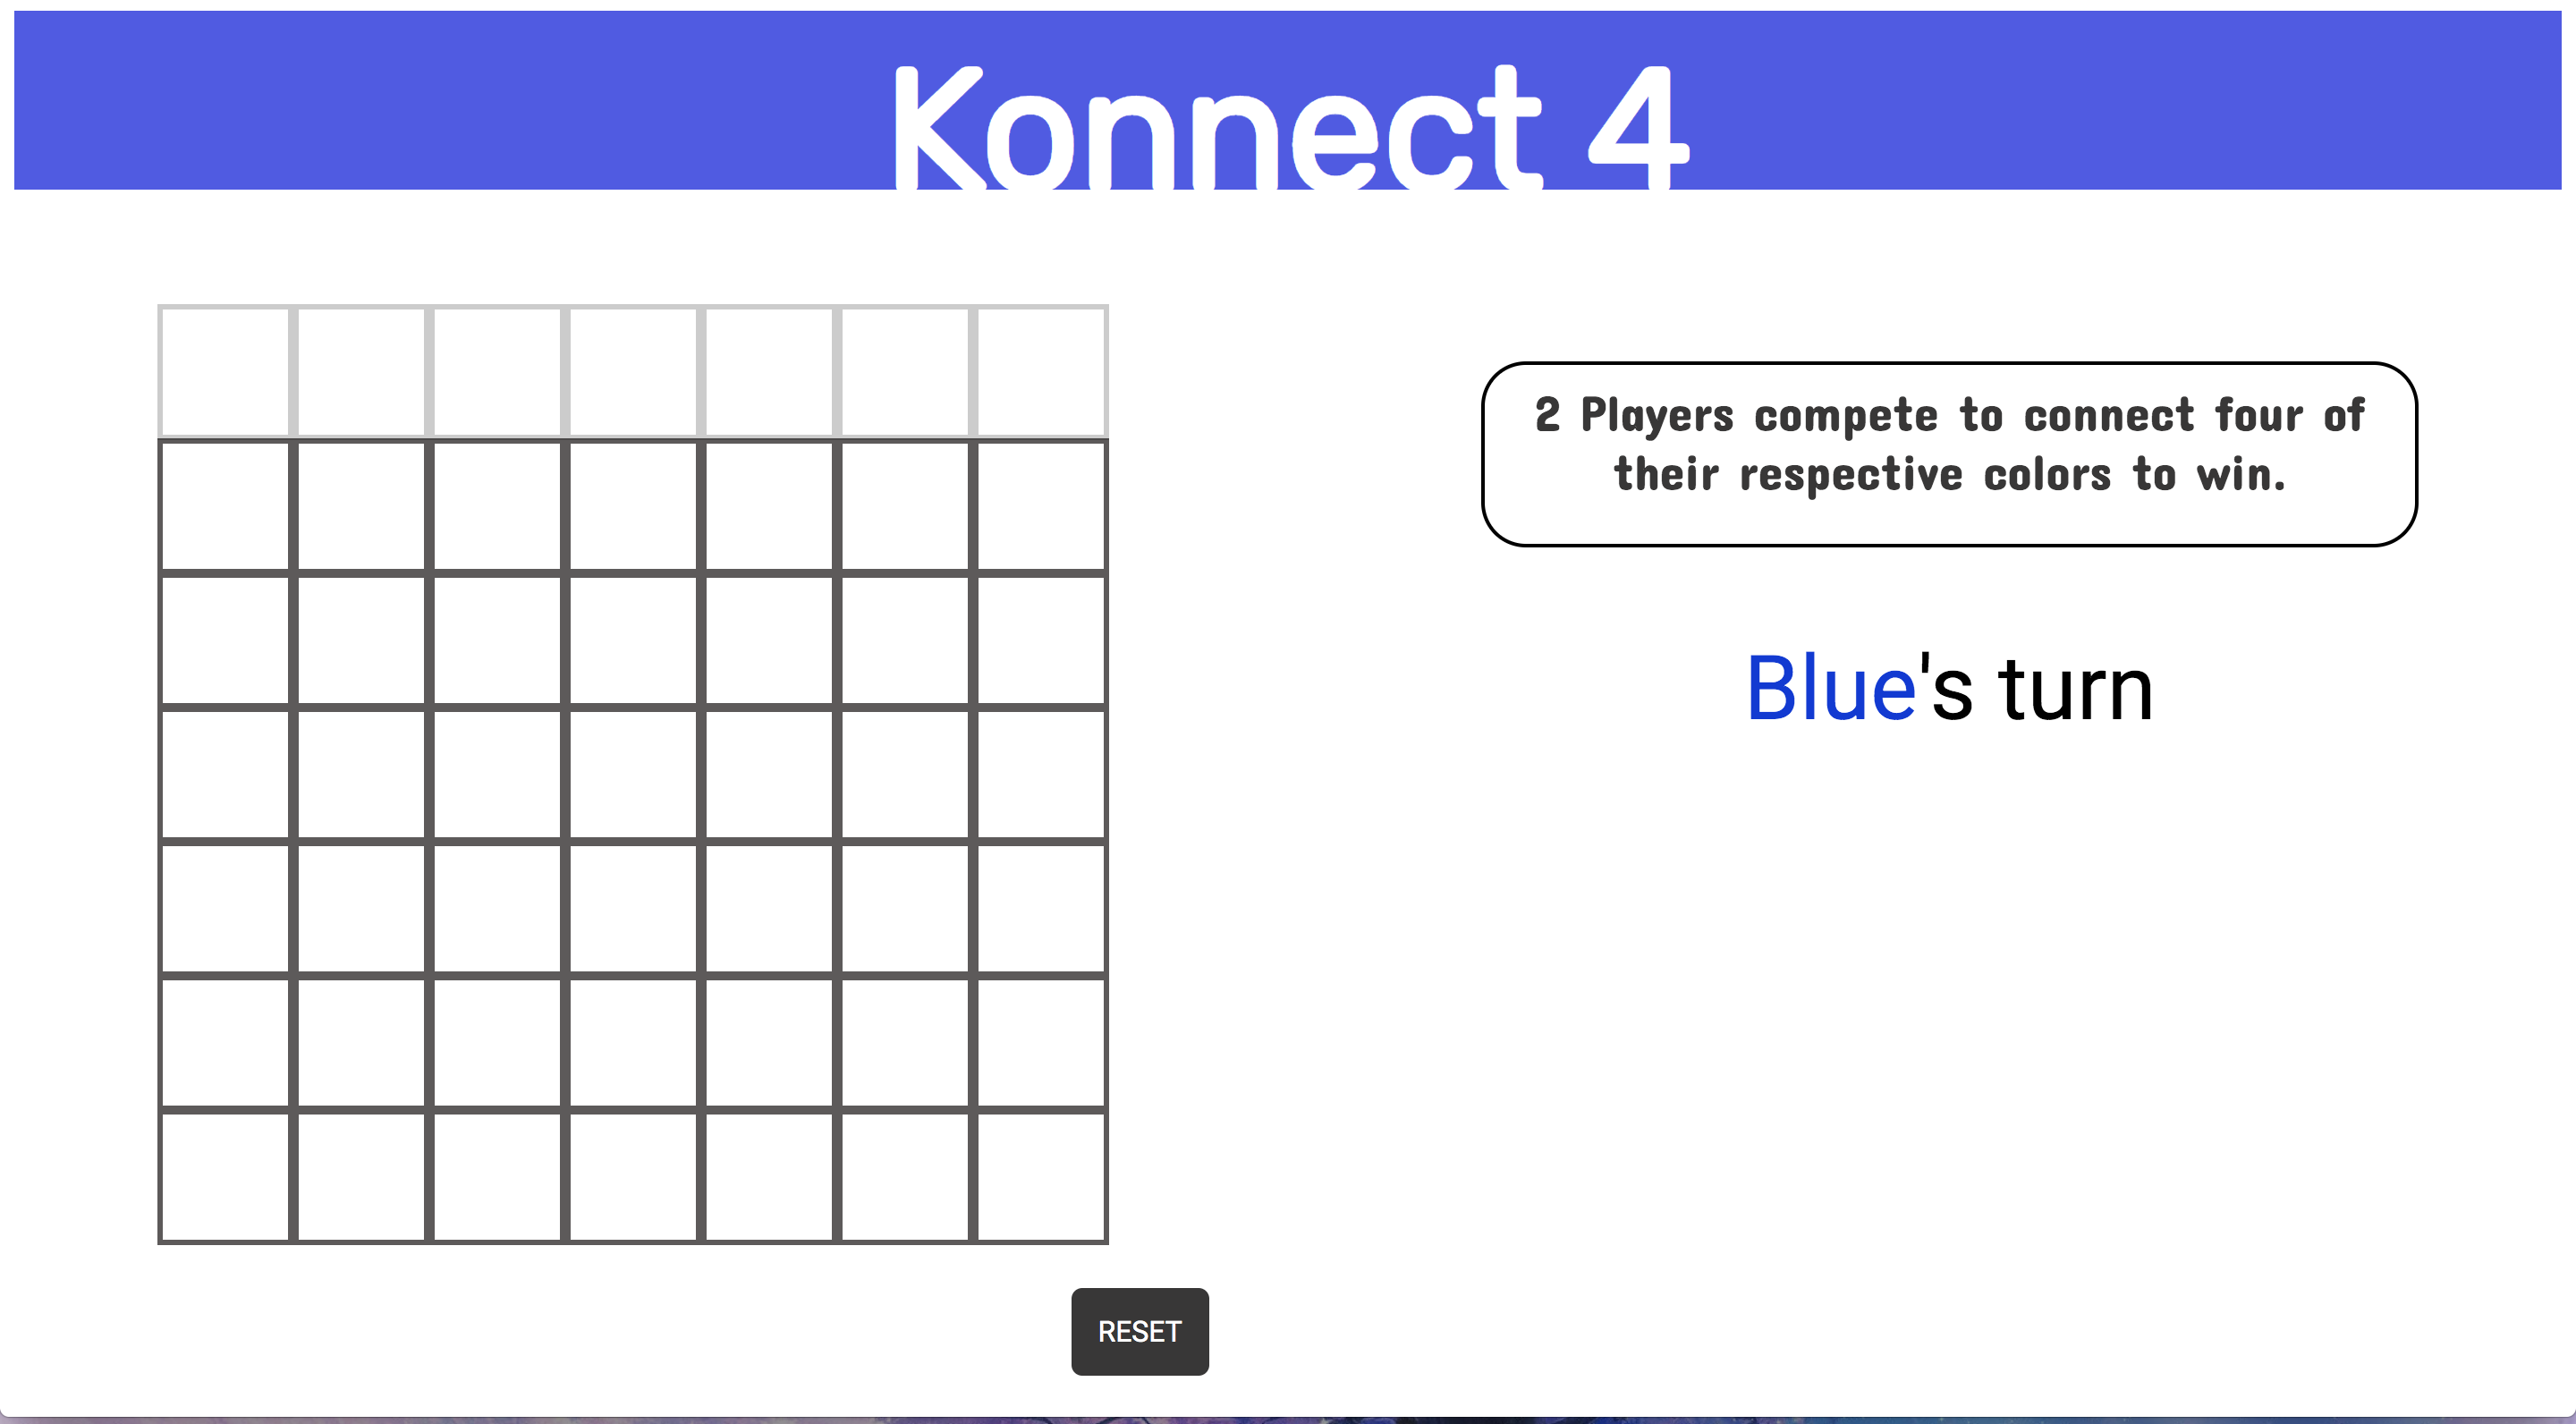 Konnect 4
2 Players compete to connect four of
their respective colors to win.
Blue's turn
RESET